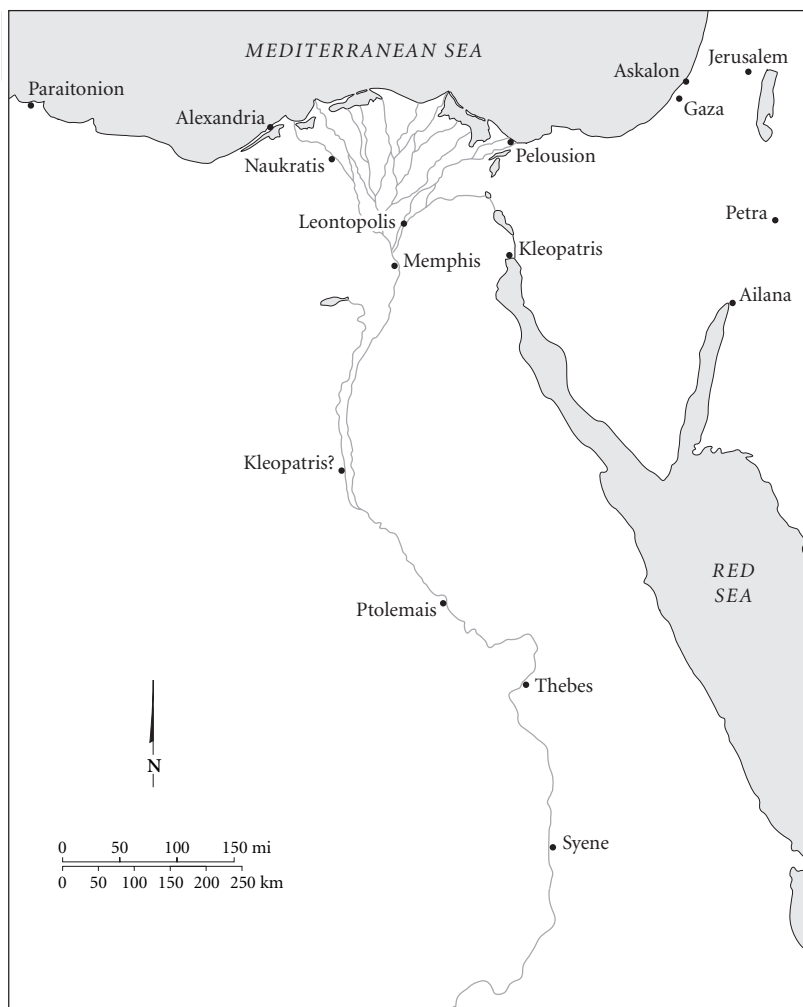 MEDITERRANEAN SEA
Jerusalem
Askalon
Paraitonion
Gaza
Alexandria
Pelousion
Naukratis
Petra
Leontopolis
Kleopatris
Memphis
Ailana
Kleopatris?
RED
SEA
Ptolemais
Thebes
N
Syene
0 50 100 150 mi
0 50 100 150 200 250 km